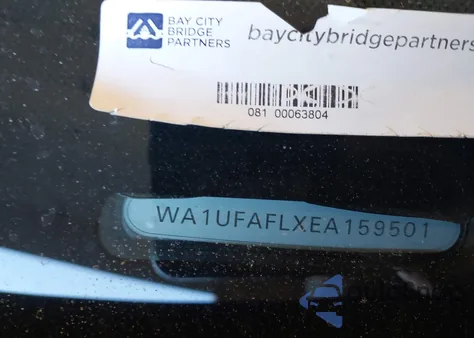 BAY CITY
BRIDGE
PARTNERS
baycitybridgepartners
081 00063804
WA1UFAFLXEA159501